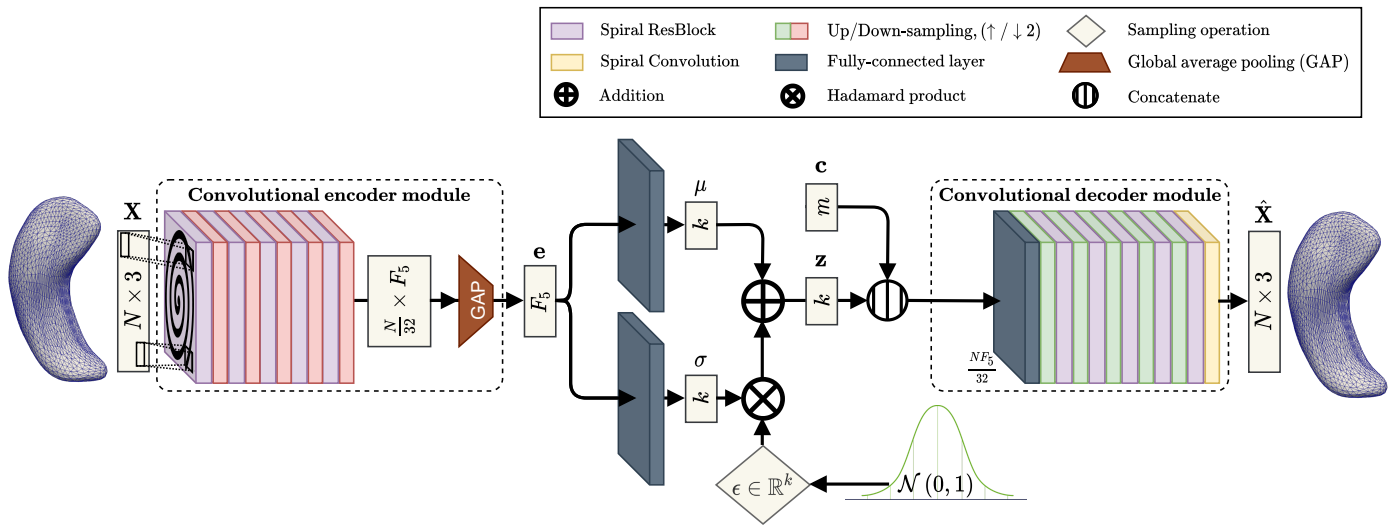 Spiral ResBlock
Up/Down-sampling, (↑ / ↓ 2)
Sampling operation
Spiral Convolution
Fully-connected layer
Global average pooling (GAP)
Addition
Hadamard product
Concatenate
Convolutional encoder module
X
N × 3
N/32 × F₅
GAP
e
F₅
μ
k
σ
k
c
m
z
k
ϵ ∈ ℝᵏ
𝒩 (0, 1)
Convolutional decoder module
NF₅/32
X̂
N × 3